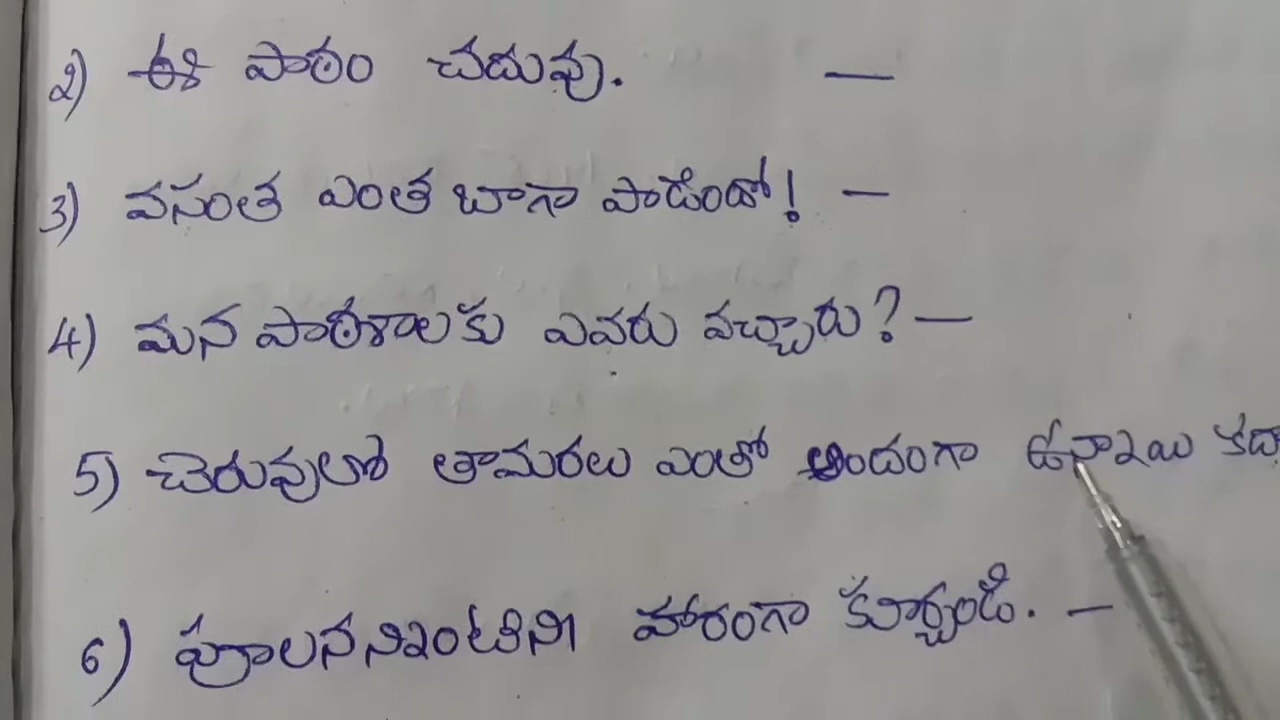 2) ఈ పాఠం చదువు. —
3) వసంత ఎంత బాగా పాడిందో! —
4) మన పాఠశాలకు ఎవరు వచ్చారు? —
5) చెరువులో తామరలు ఎంతో అందంగా ఉన్నాయి కదా
6) పూలనన్నింటిని హారంగా కూర్చండి. —